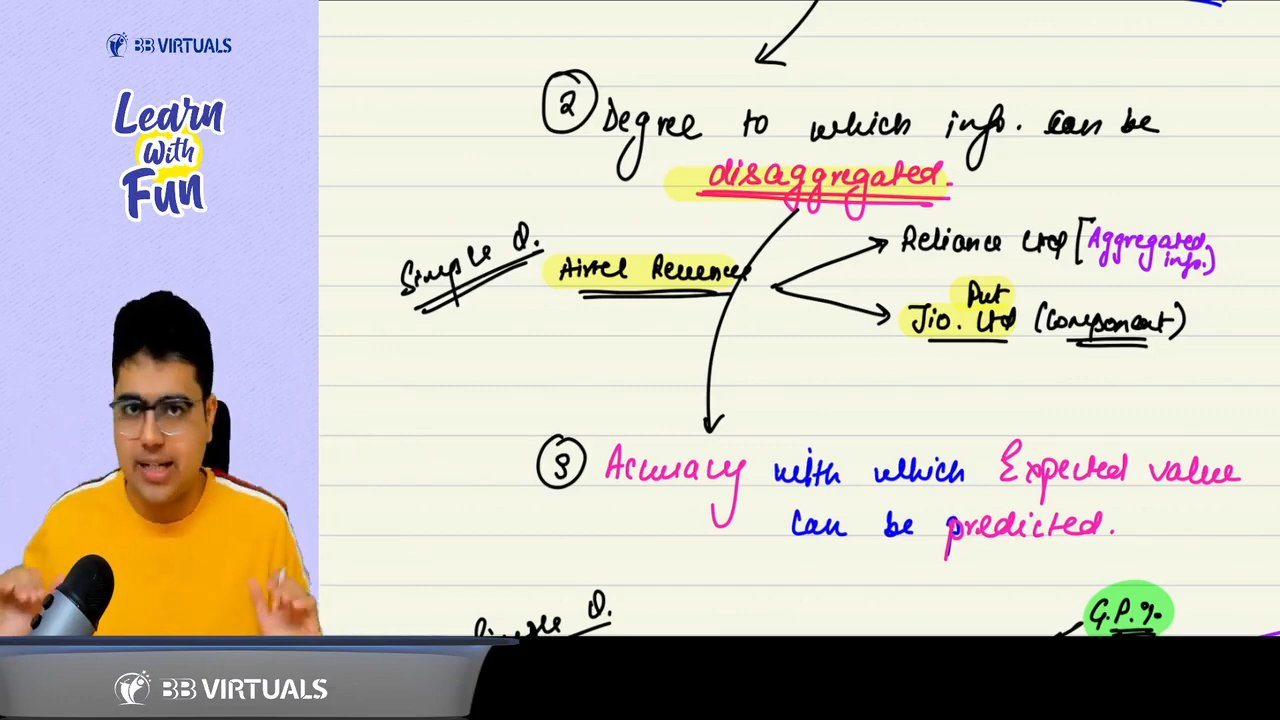 BB VIRTUALS
Learn
With
Fun
② Degree to which info. can be
disaggregated.
Simple Q.
Airtel Revenue
Reliance Ltd [Aggregated
info.)
Put
Jio. Ltd (Component)
③ Accuracy with which Expected value
can be predicted.
Simple Q.
G.P.%
BB VIRTUALS